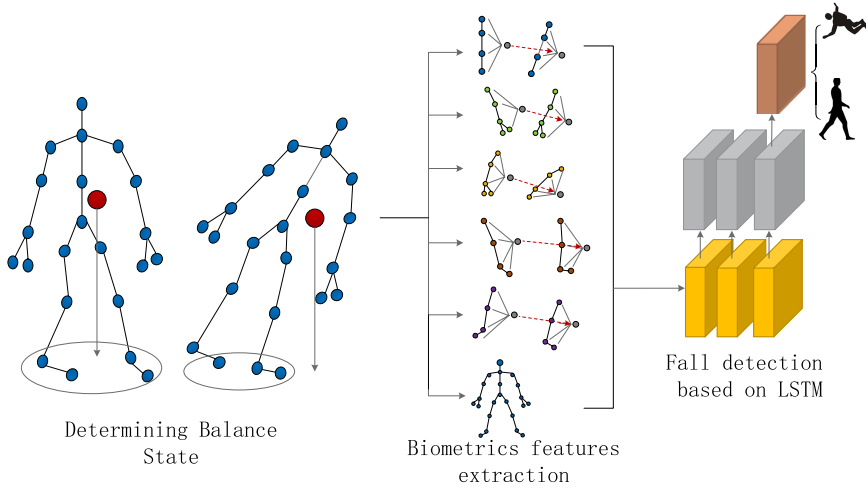 Determining Balance
State
Biometrics features
extraction
Fall detection
based on LSTM